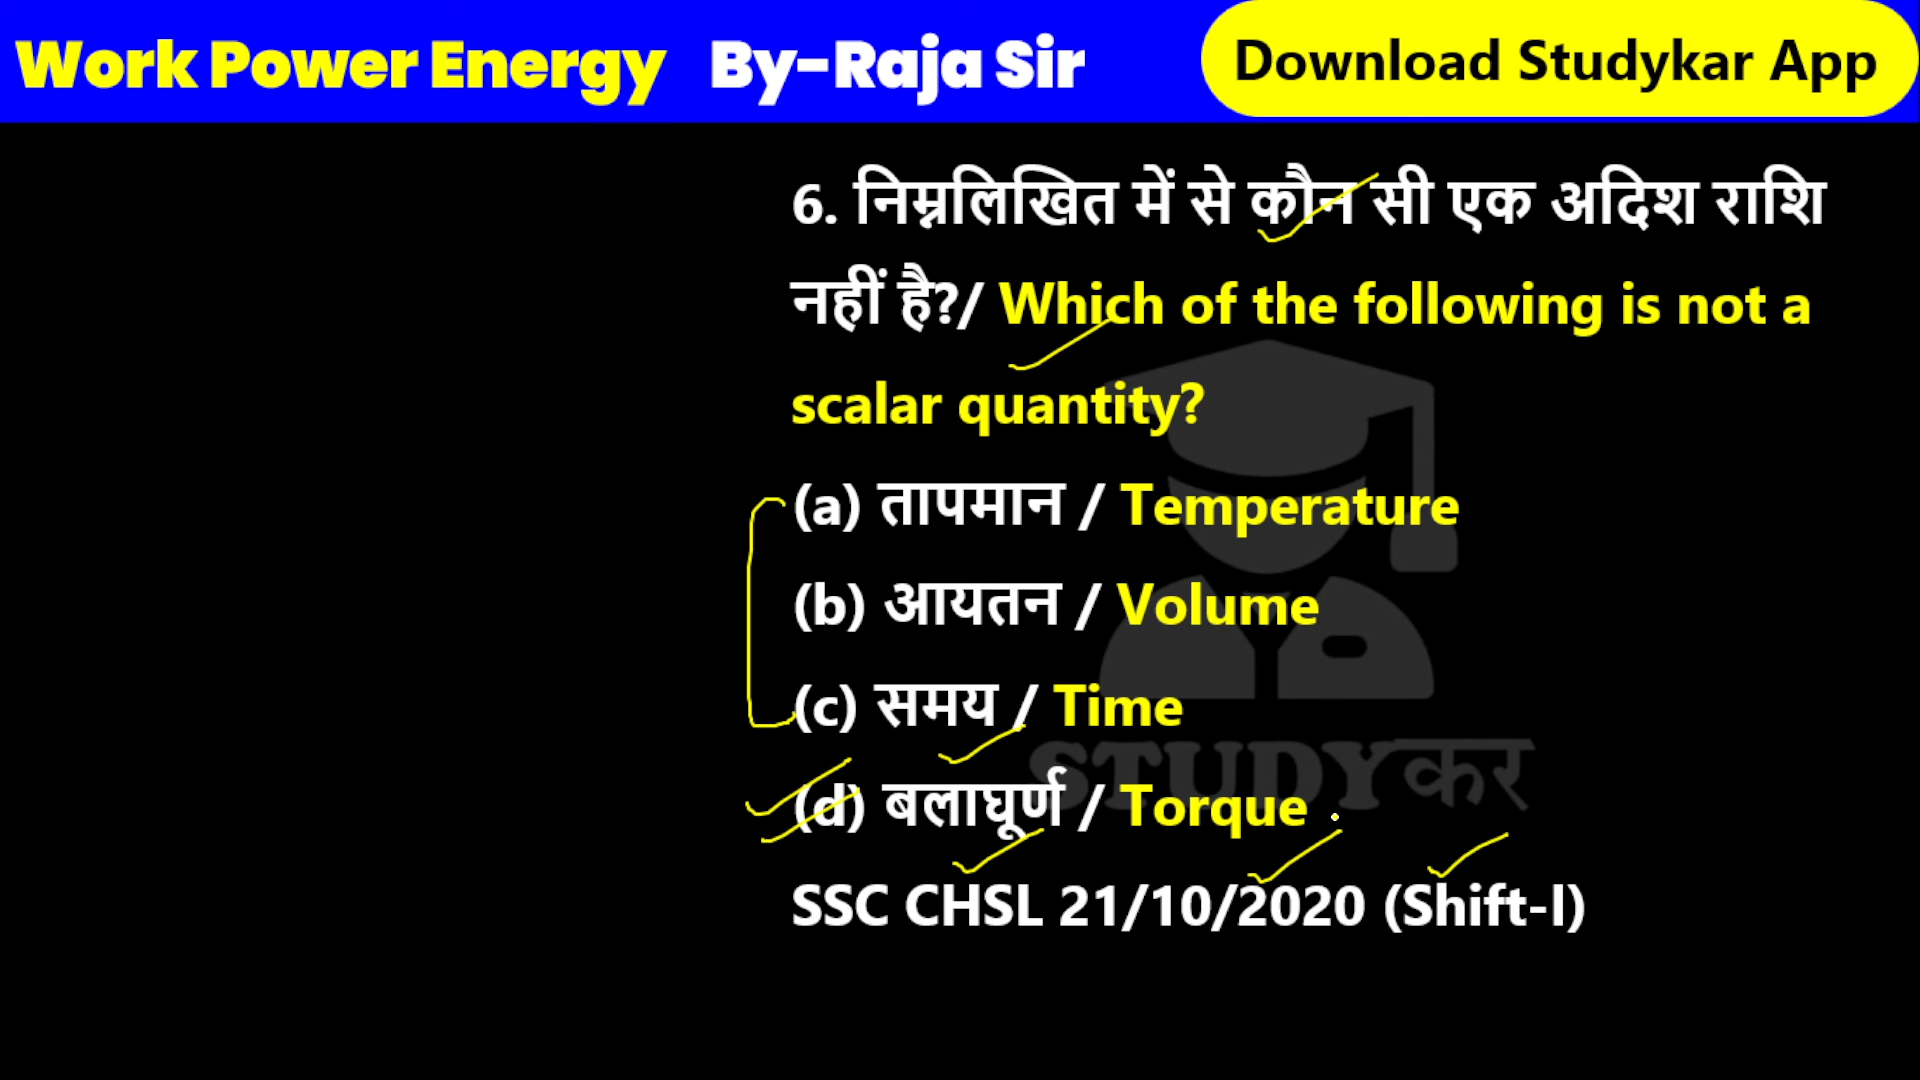 Work Power Energy By-Raja Sir
Download Studykar App
6. निम्नलिखित में से कौन सी एक अदिश राशि
नहीं है?/ Which of the following is not a
scalar quantity?
(a) तापमान / Temperature
(b) आयतन / Volume
(c) समय / Time
(d) बलाघूर्ण / Torque
STUDYकर
SSC CHSL 21/10/2020 (Shift-I)